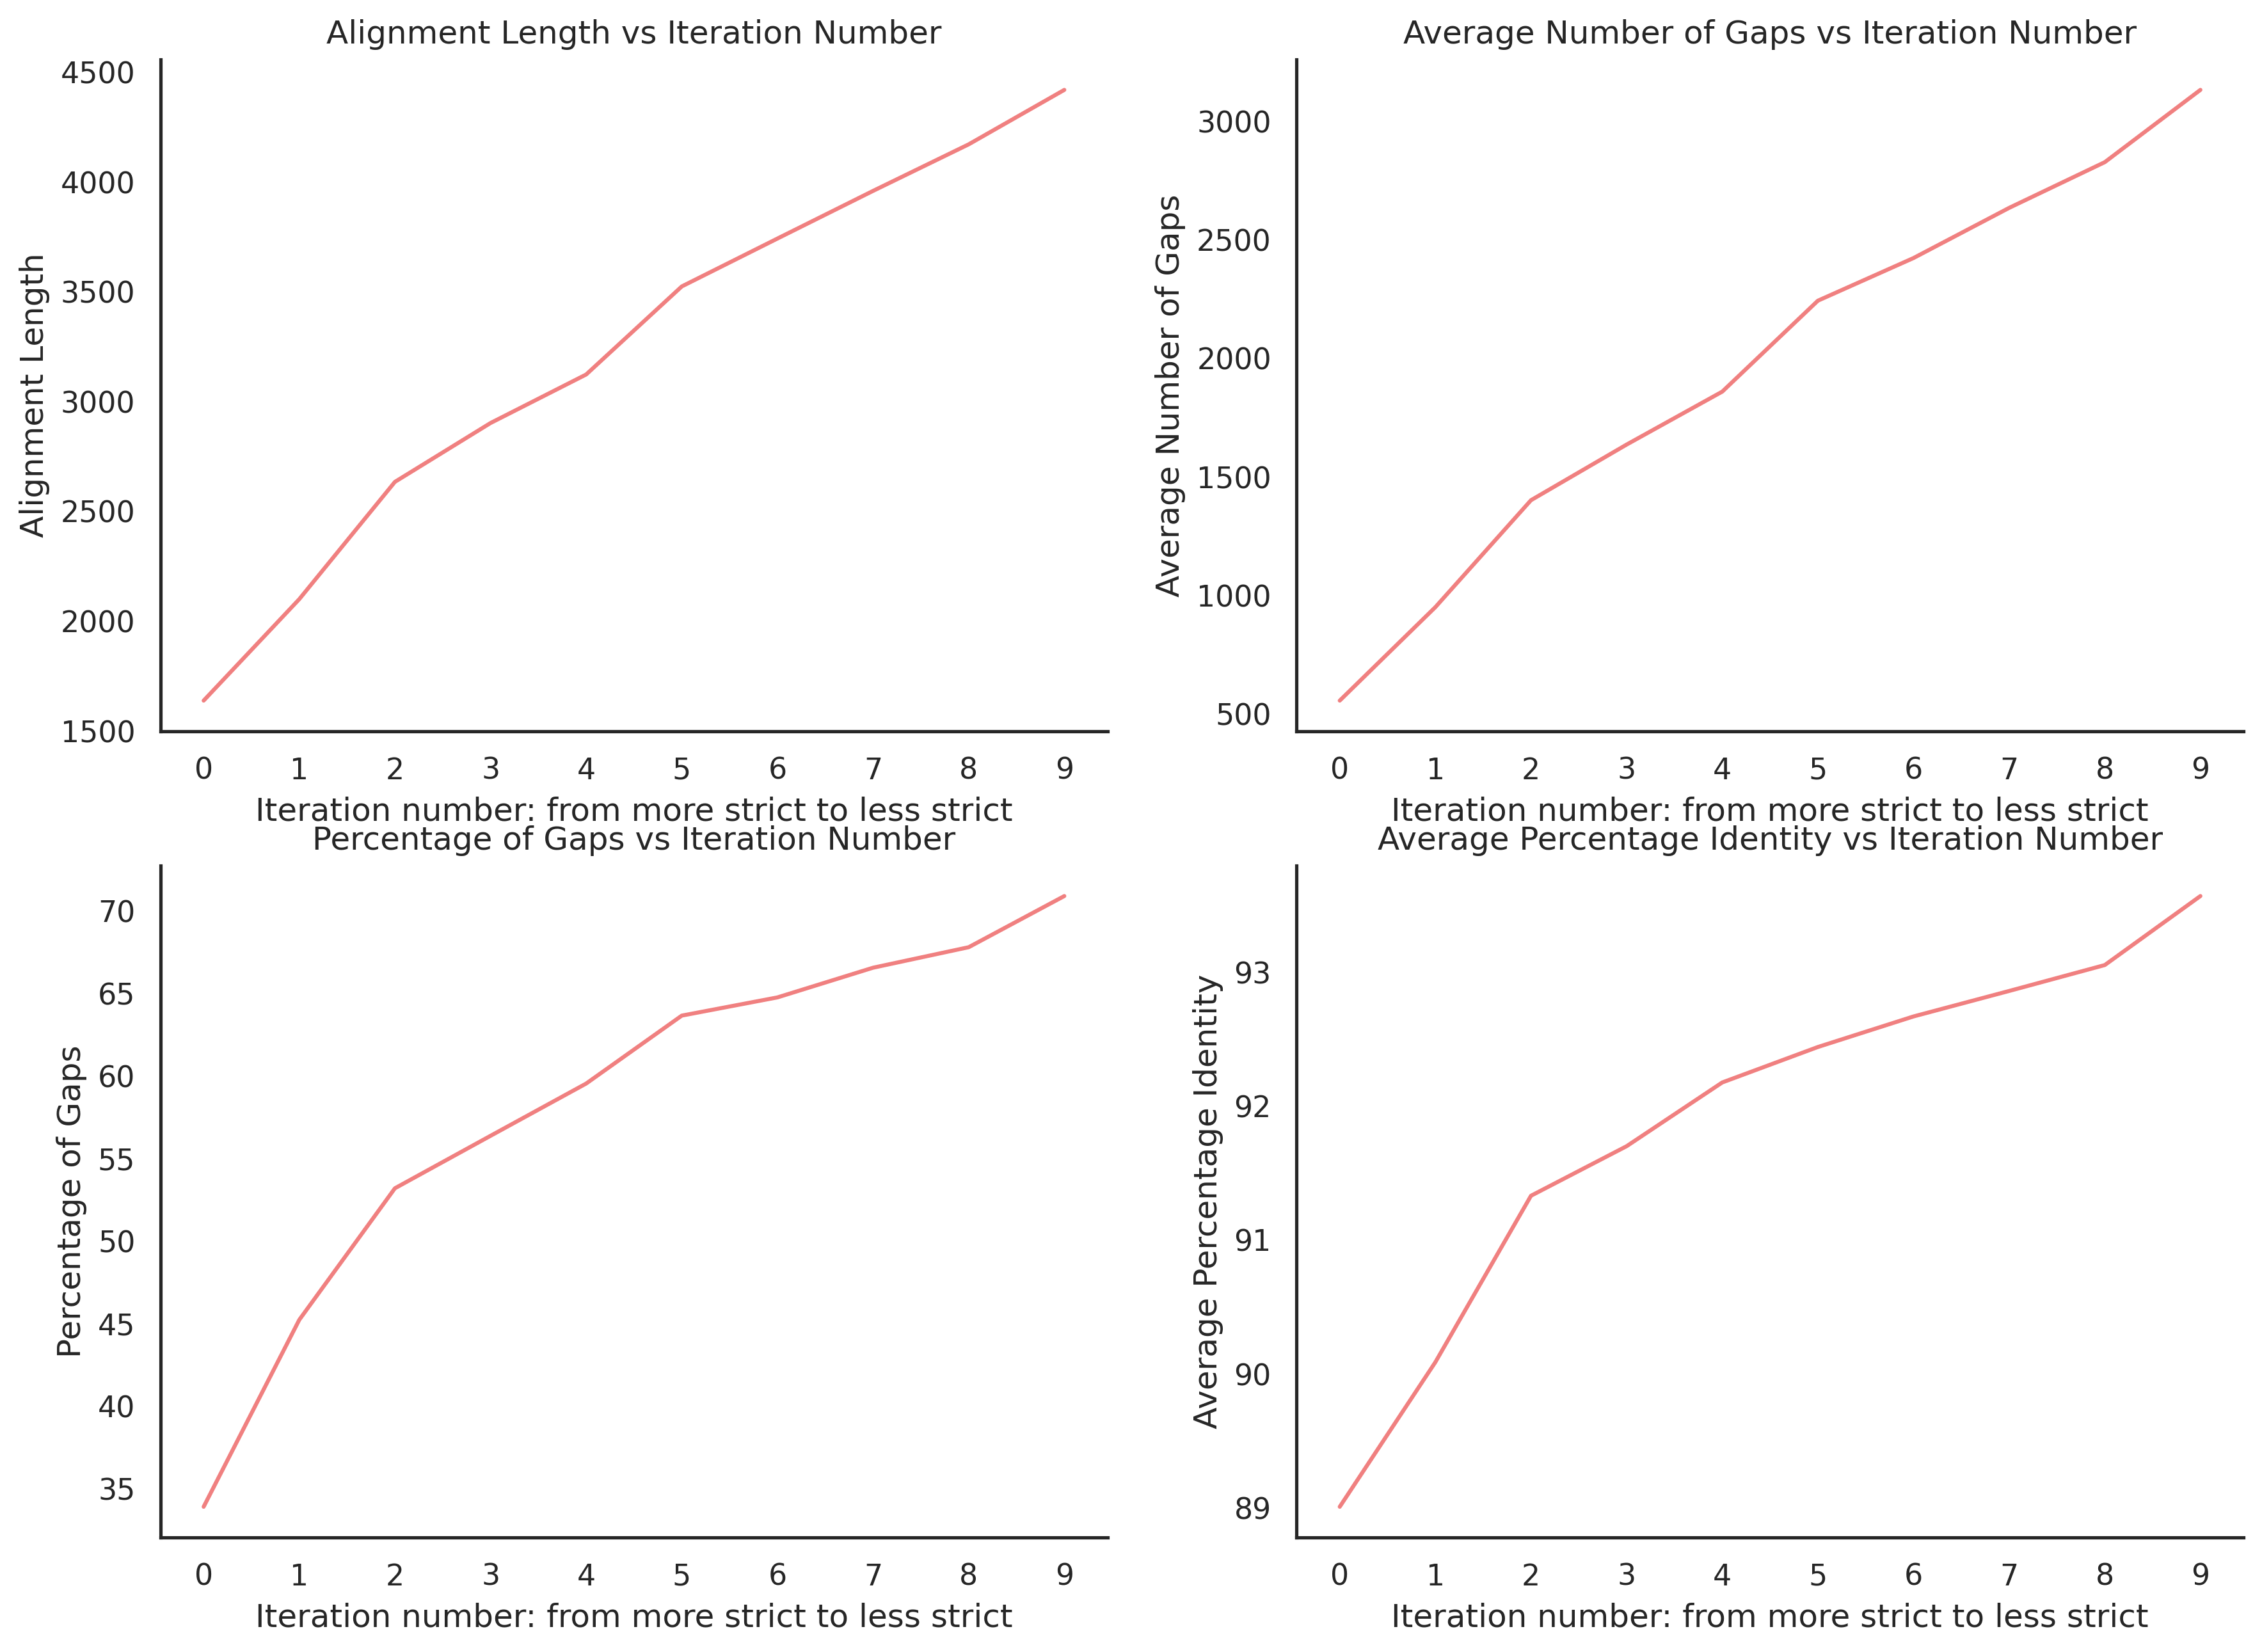 Alignment Length vs Iteration Number
4500
4000
3500
3000
2500
2000
1500
Alignment Length
0 1 2 3 4 5 6 7 8 9
Iteration number: from more strict to less strict
Average Number of Gaps vs Iteration Number
3000
2500
2000
1500
1000
500
Average Number of Gaps
0 1 2 3 4 5 6 7 8 9
Iteration number: from more strict to less strict
Percentage of Gaps vs Iteration Number
70
65
60
55
50
45
40
35
Percentage of Gaps
0 1 2 3 4 5 6 7 8 9
Iteration number: from more strict to less strict
Average Percentage Identity vs Iteration Number
93
92
91
90
89
Average Percentage Identity
0 1 2 3 4 5 6 7 8 9
Iteration number: from more strict to less strict